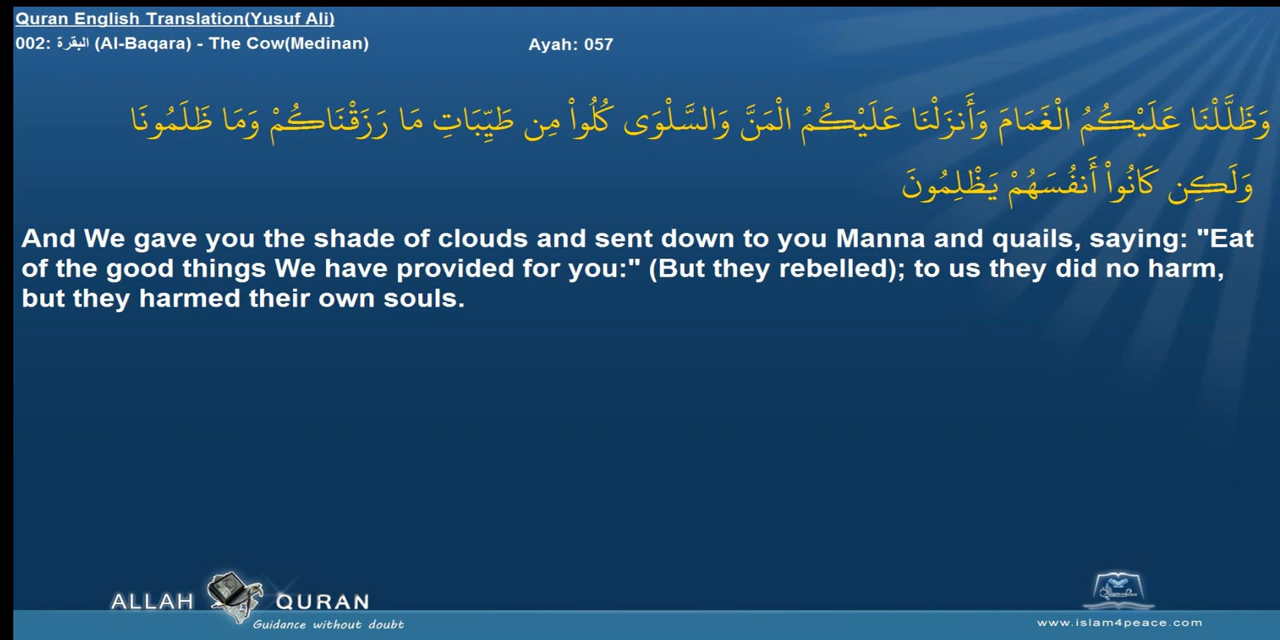 Quran English Translation(Yusuf Ali)
002: البقرة (Al-Baqara) - The Cow(Medinan) Ayah: 057
وَظَلَّلْنَا عَلَيْكُمُ الْغَمَامَ وَأَنزَلْنَا عَلَيْكُمُ الْمَنَّ وَالسَّلْوَى كُلُواْ مِن طَيِّبَاتِ مَا رَزَقْنَاكُمْ وَمَا ظَلَمُونَا
وَلَكِن كَانُواْ أَنفُسَهُمْ يَظْلِمُونَ
And We gave you the shade of clouds and sent down to you Manna and quails, saying: "Eat
of the good things We have provided for you:" (But they rebelled); to us they did no harm,
but they harmed their own souls.
ALLAH QURAN
Guidance without doubt
www.islam4peace.com